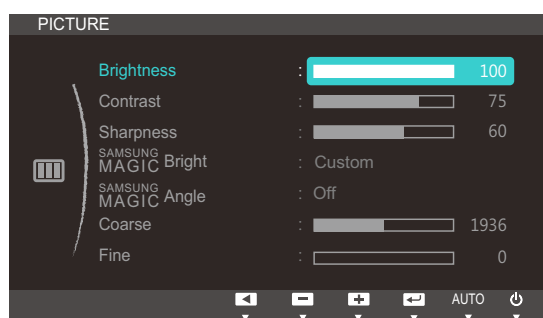 PICTURE
Brightness : 100
Contrast : 75
Sharpness : 60
SAMSUNG MAGIC Bright : Custom
SAMSUNG MAGIC Angle : Off
Coarse : 1936
Fine : 0
AUTO